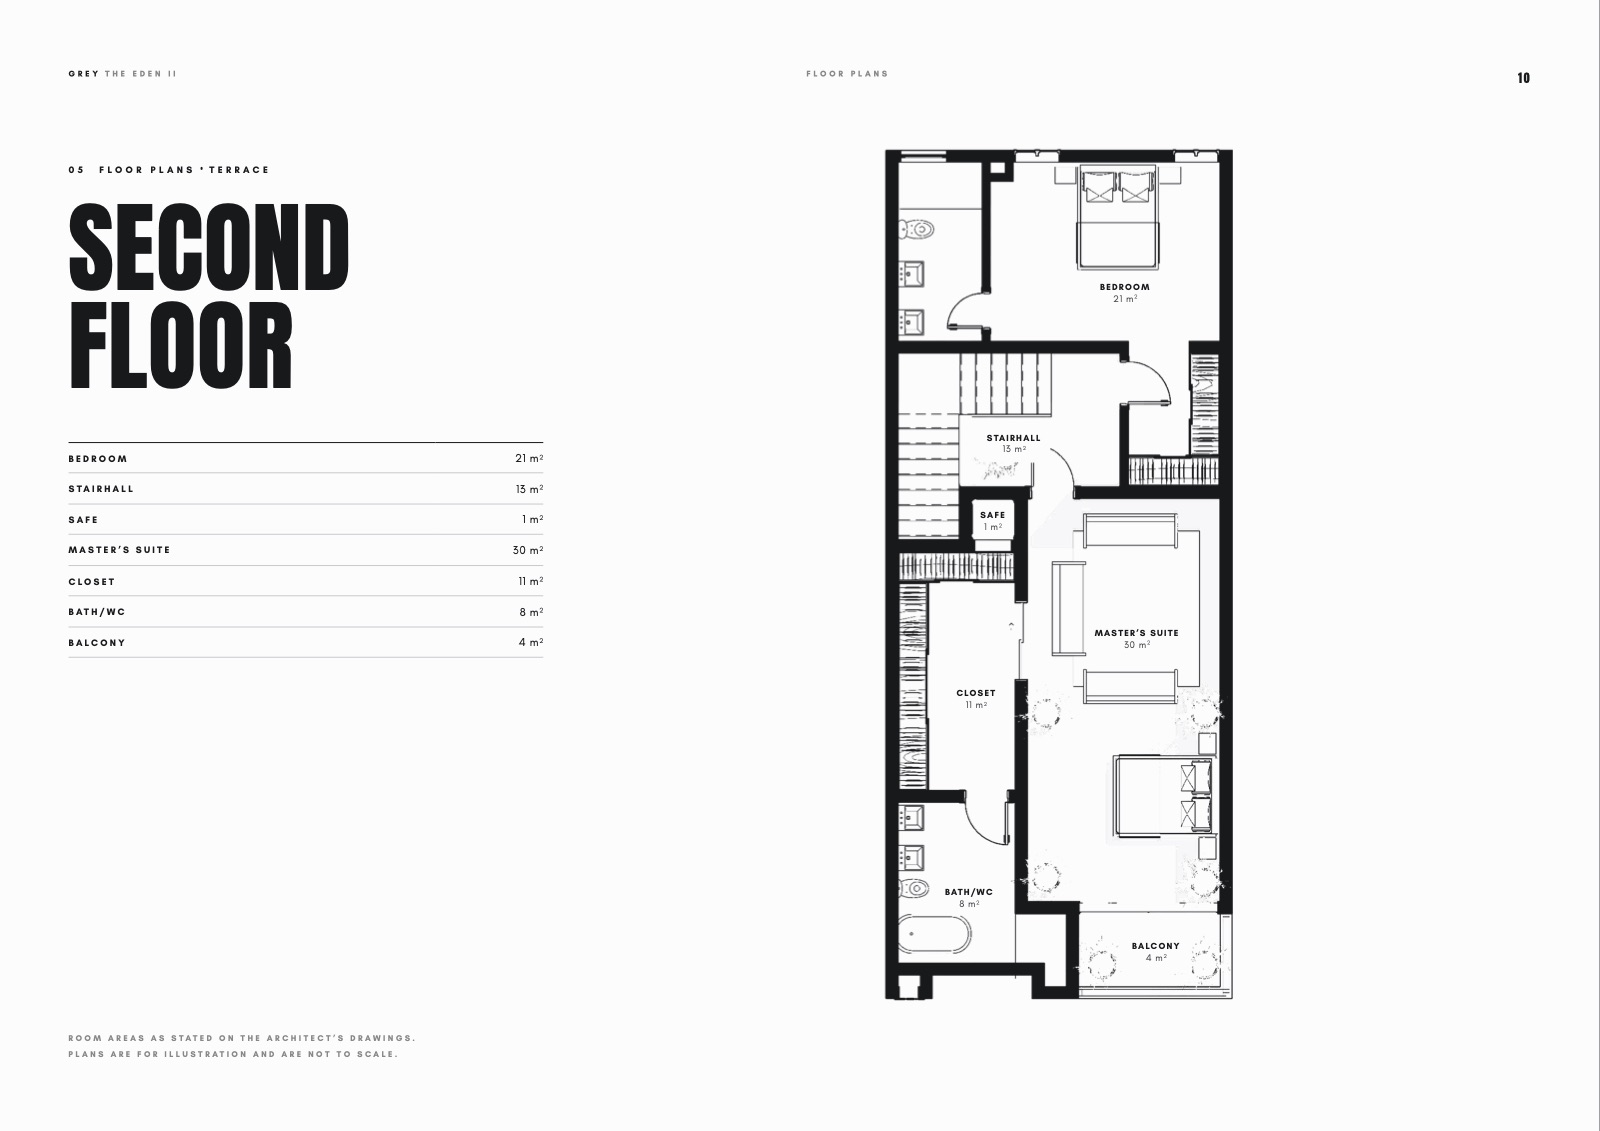 GREY THE EDEN II
FLOOR PLANS
10
05 FLOOR PLANS • TERRACE
SECOND
FLOOR
BEDROOM 21 m²
STAIRHALL 13 m²
SAFE 1 m²
MASTER'S SUITE 30 m²
CLOSET 11 m²
BATH/WC 8 m²
BALCONY 4 m²
BEDROOM
21 m²
STAIRHALL
13 m²
SAFE
1 m²
MASTER'S SUITE
30 m²
CLOSET
11 m²
BATH/WC
8 m²
BALCONY
4 m²
ROOM AREAS AS STATED ON THE ARCHITECT'S DRAWINGS.
PLANS ARE FOR ILLUSTRATION AND ARE NOT TO SCALE.